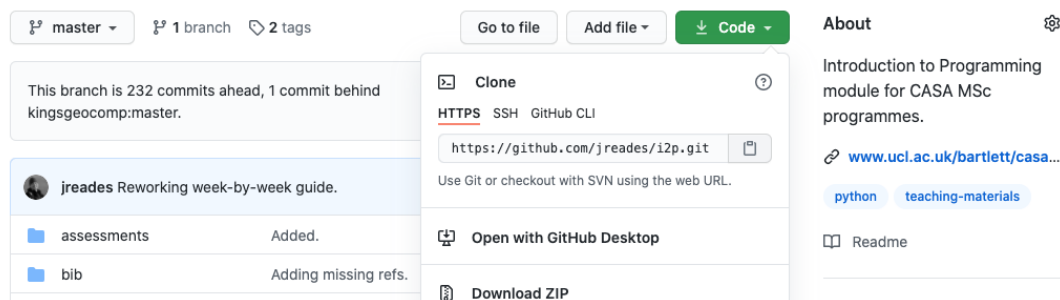 master
1 branch
2 tags
Go to file
Add file
Code
This branch is 232 commits ahead, 1 commit behind
kingsgeocomp:master.
jreades Reworking week-by-week guide.
assessments Added.
bib Adding missing refs.
Clone
HTTPS SSH GitHub CLI
https://github.com/jreades/i2p.git
Use Git or checkout with SVN using the web URL.
Open with GitHub Desktop
Download ZIP
About
Introduction to Programming
module for CASA MSc
programmes.
www.ucl.ac.uk/bartlett/casa...
python teaching-materials
Readme